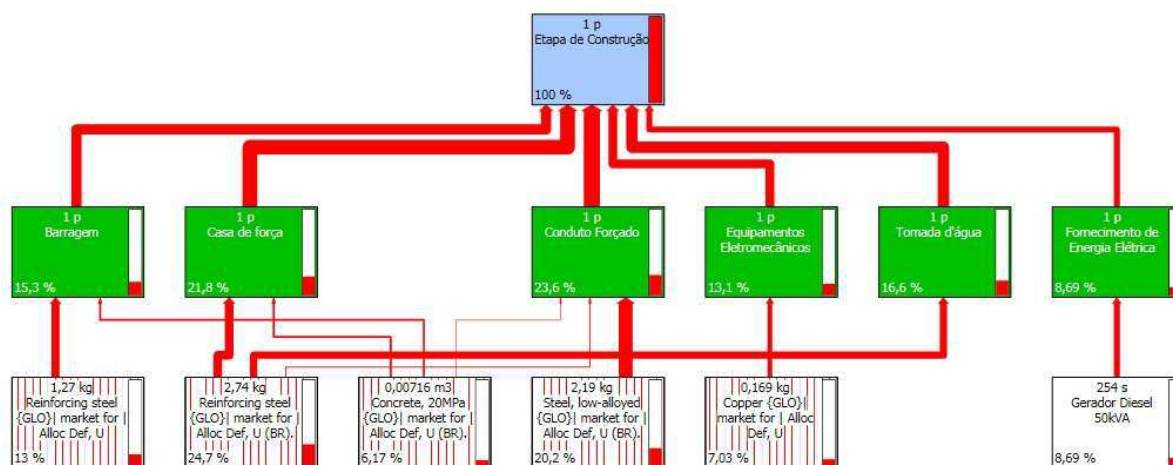 1 p
Etapa de Construção
100 %
1 p
Barragem
15,3 %
1 p
Casa de força
21,8 %
1 p
Conduto Forçado
23,6 %
1 p
Equipamentos
Eletromecânicos
13,1 %
1 p
Tomada d'água
16,6 %
1 p
Fornecimento de
Energia Elétrica
8,69 %
1,27 kg
Reinforcing steel
{GLO}| market for |
Alloc Def, U
13 %
2,74 kg
Reinforcing steel
{GLO}| market for |
Alloc Def, U (BR).
24,7 %
0,00716 m3
Concrete, 20MPa
{GLO}| market for |
Alloc Def, U (BR).
6,17 %
2,19 kg
Steel, low-alloyed
{GLO}| market for |
Alloc Def, U (BR).
20,2 %
0,169 kg
Copper {GLO}|
market for | Alloc
Def, U
7,03 %
254 s
Gerador Diesel
50kVA
8,69 %